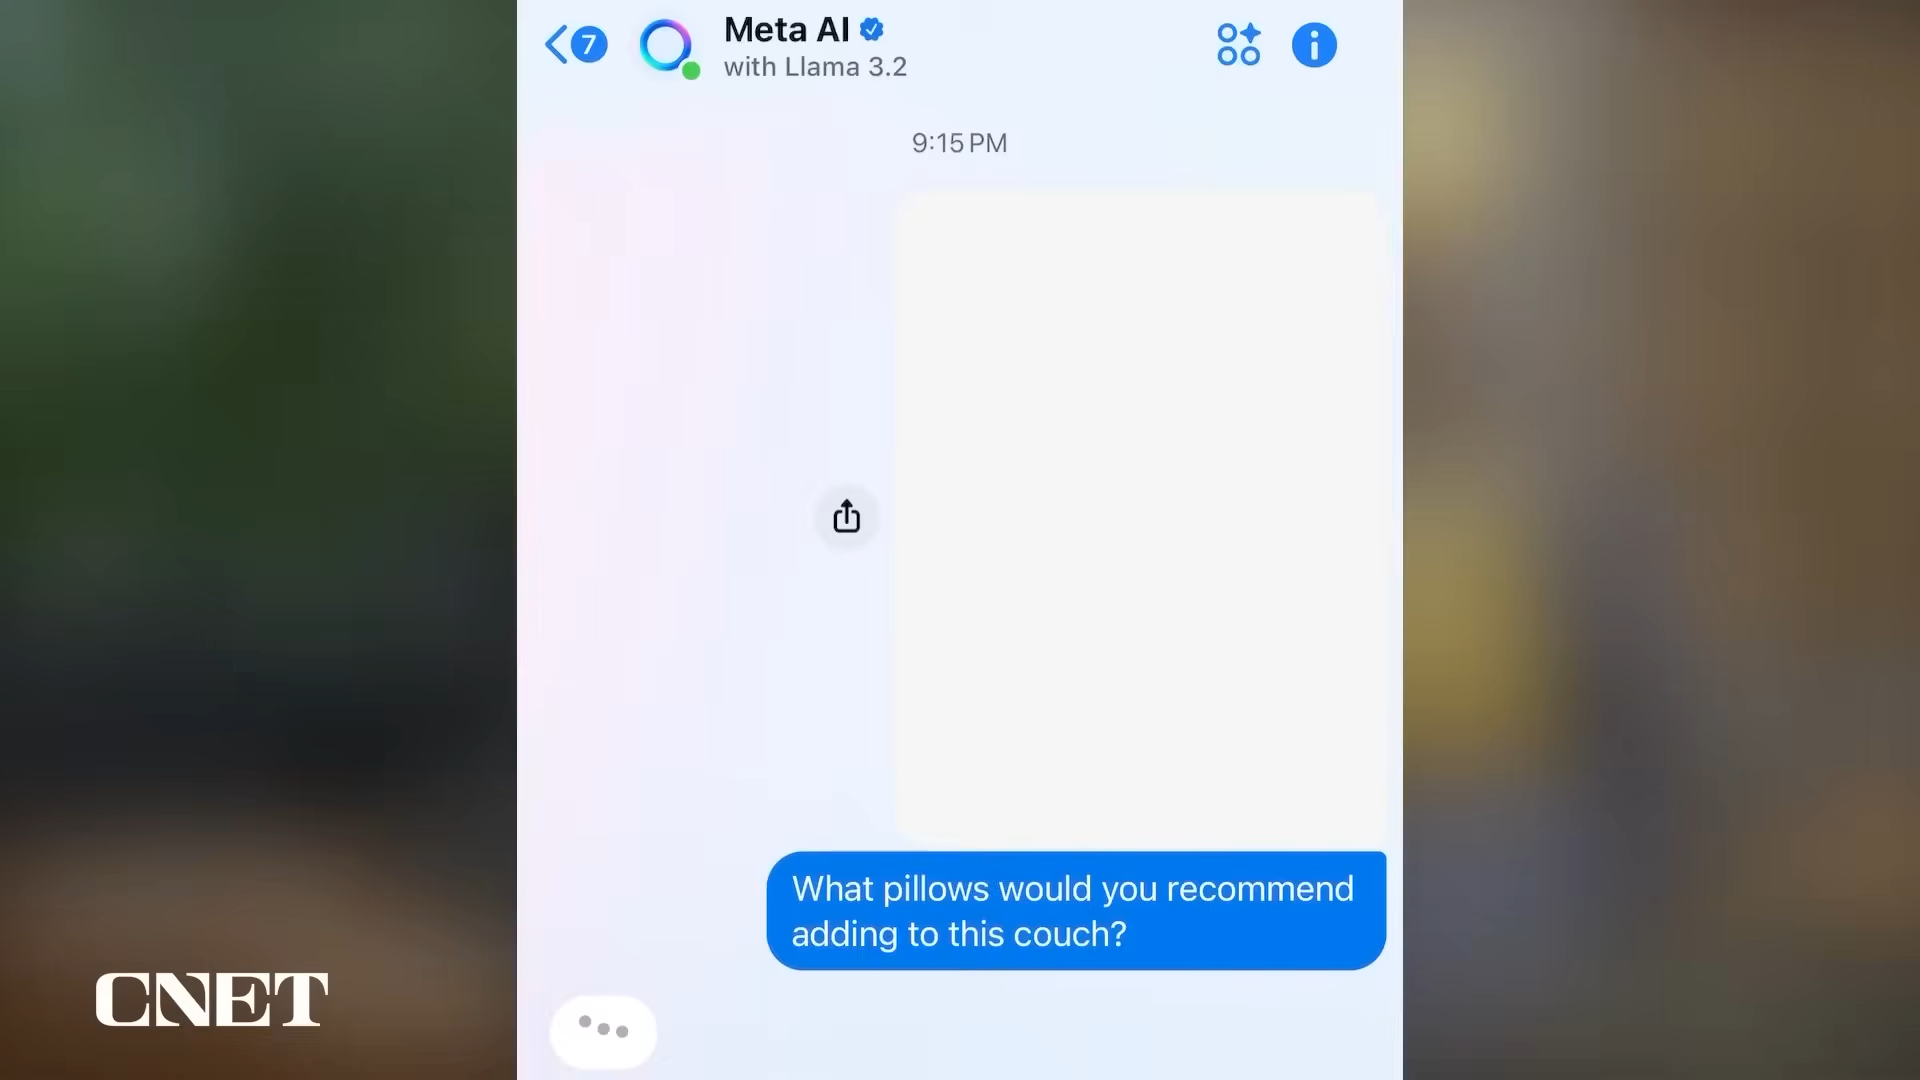 7
Meta AI
with Llama 3.2
9:15 PM
What pillows would you recommend
adding to this couch?
CNET